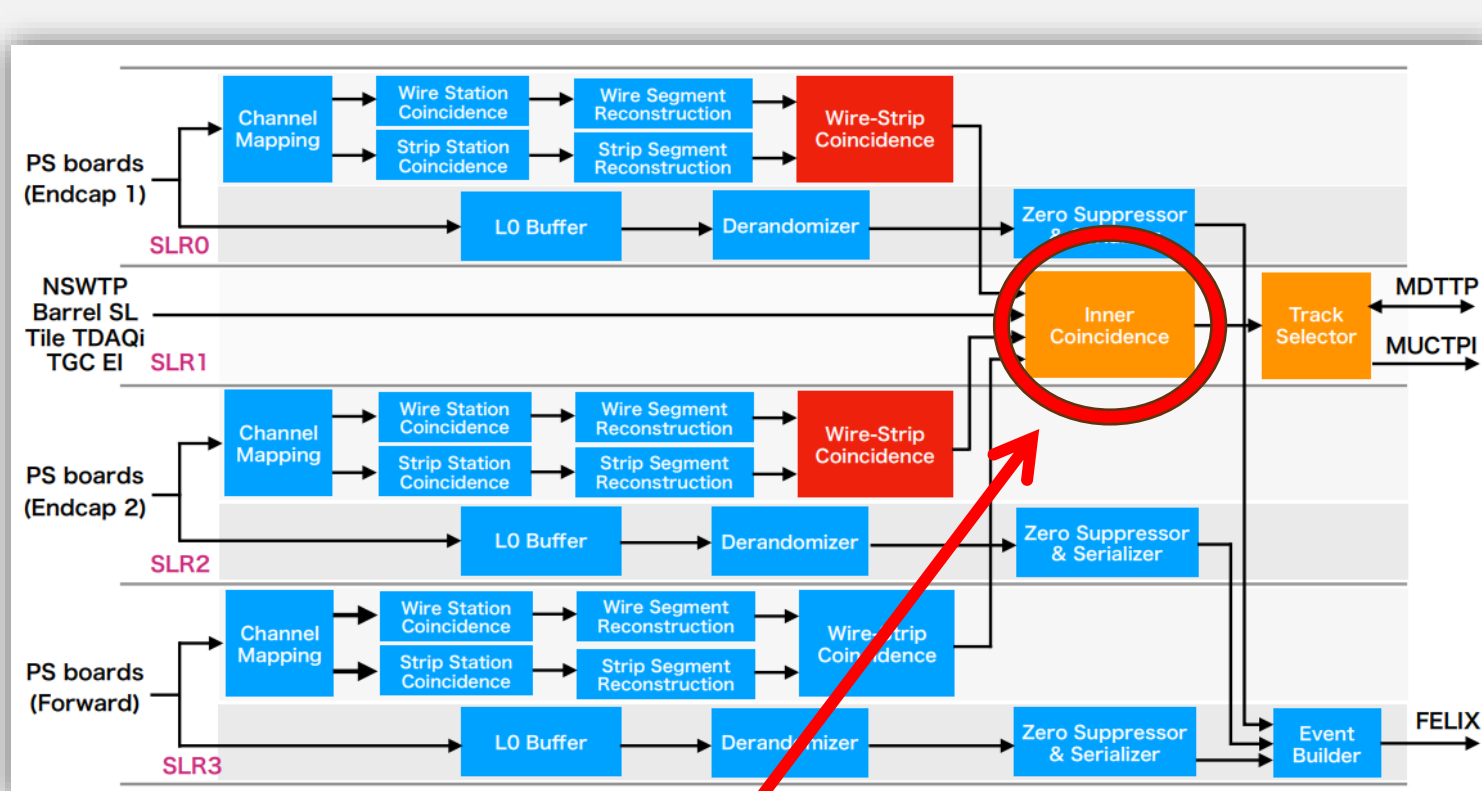 PS boards
(Endcap 1)
SLR0
Channel
Mapping
Wire Station
Coincidence
Wire Segment
Reconstruction
Strip Station
Coincidence
Strip Segment
Reconstruction
Wire-Strip
Coincidence
L0 Buffer
Derandomizer
Zero Suppressor
& Serializer
NSWTP
Barrel SL
Tile TDAQi
TGC EI
SLR1
Inner
Coincidence
Track
Selector
MDTTP
MUCTPI
PS boards
(Endcap 2)
SLR2
Channel
Mapping
Wire Station
Coincidence
Wire Segment
Reconstruction
Strip Station
Coincidence
Strip Segment
Reconstruction
Wire-Strip
Coincidence
L0 Buffer
Derandomizer
Zero Suppressor
& Serializer
PS boards
(Forward)
SLR3
Channel
Mapping
Wire Station
Coincidence
Wire Segment
Reconstruction
Strip Station
Coincidence
Strip Segment
Reconstruction
Wire-Strip
Coincidence
L0 Buffer
Derandomizer
Zero Suppressor
& Serializer
Event
Builder
FELIX